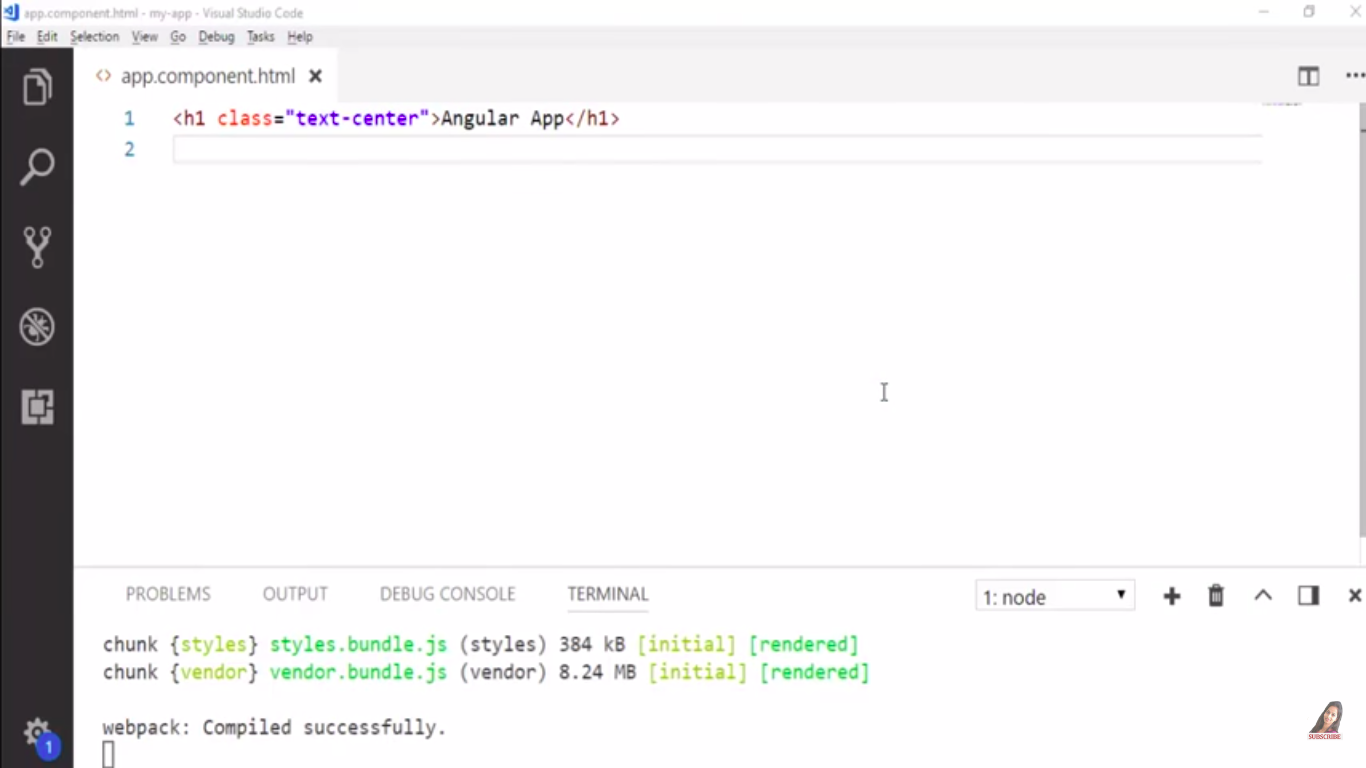 app.component.html - my-app - Visual Studio Code
File Edit Selection View Go Debug Tasks Help
<> app.component.html
1 <h1 class="text-center">Angular App</h1>
2
PROBLEMS OUTPUT DEBUG CONSOLE TERMINAL 1: node
chunk {styles} styles.bundle.js (styles) 384 kB [initial] [rendered]
chunk {vendor} vendor.bundle.js (vendor) 8.24 MB [initial] [rendered]
webpack: Compiled successfully.
1
SUBSCRIBE